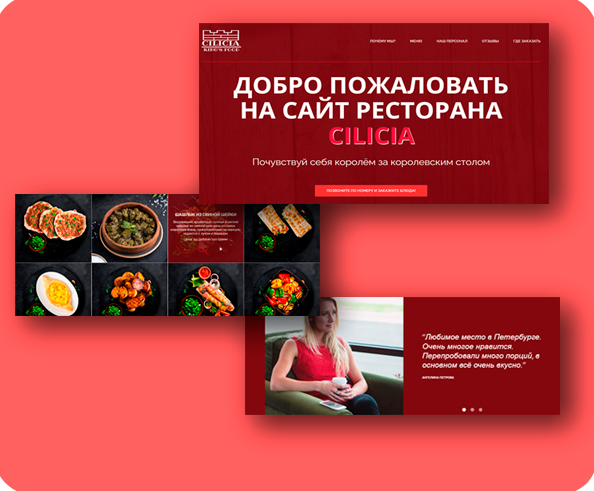 CILICIA
KING'S FOOD
ПОЧЕМУ МЫ?
МЕНЮ
НАШ ПЕРСОНАЛ
ОТЗЫВЫ
ГДЕ ЗАКАЗАТЬ
ДОБРО ПОЖАЛОВАТЬ
НА САЙТ РЕСТОРАНА
CILICIA
Почувствуй себя королём за королевским столом
ПОЗВОНИТЕ ПО НОМЕРУ И ЗАКАЖИТЕ БЛЮДА!
ШАШЛЫК ИЗ СВИНОЙ ШЕЙКИ
"Любимое место в Петербурге.
Очень многое нравится.
Перепробовали много порций, в
основном всё очень вкусно."
АНГЕЛИНА ПЕТРОВА